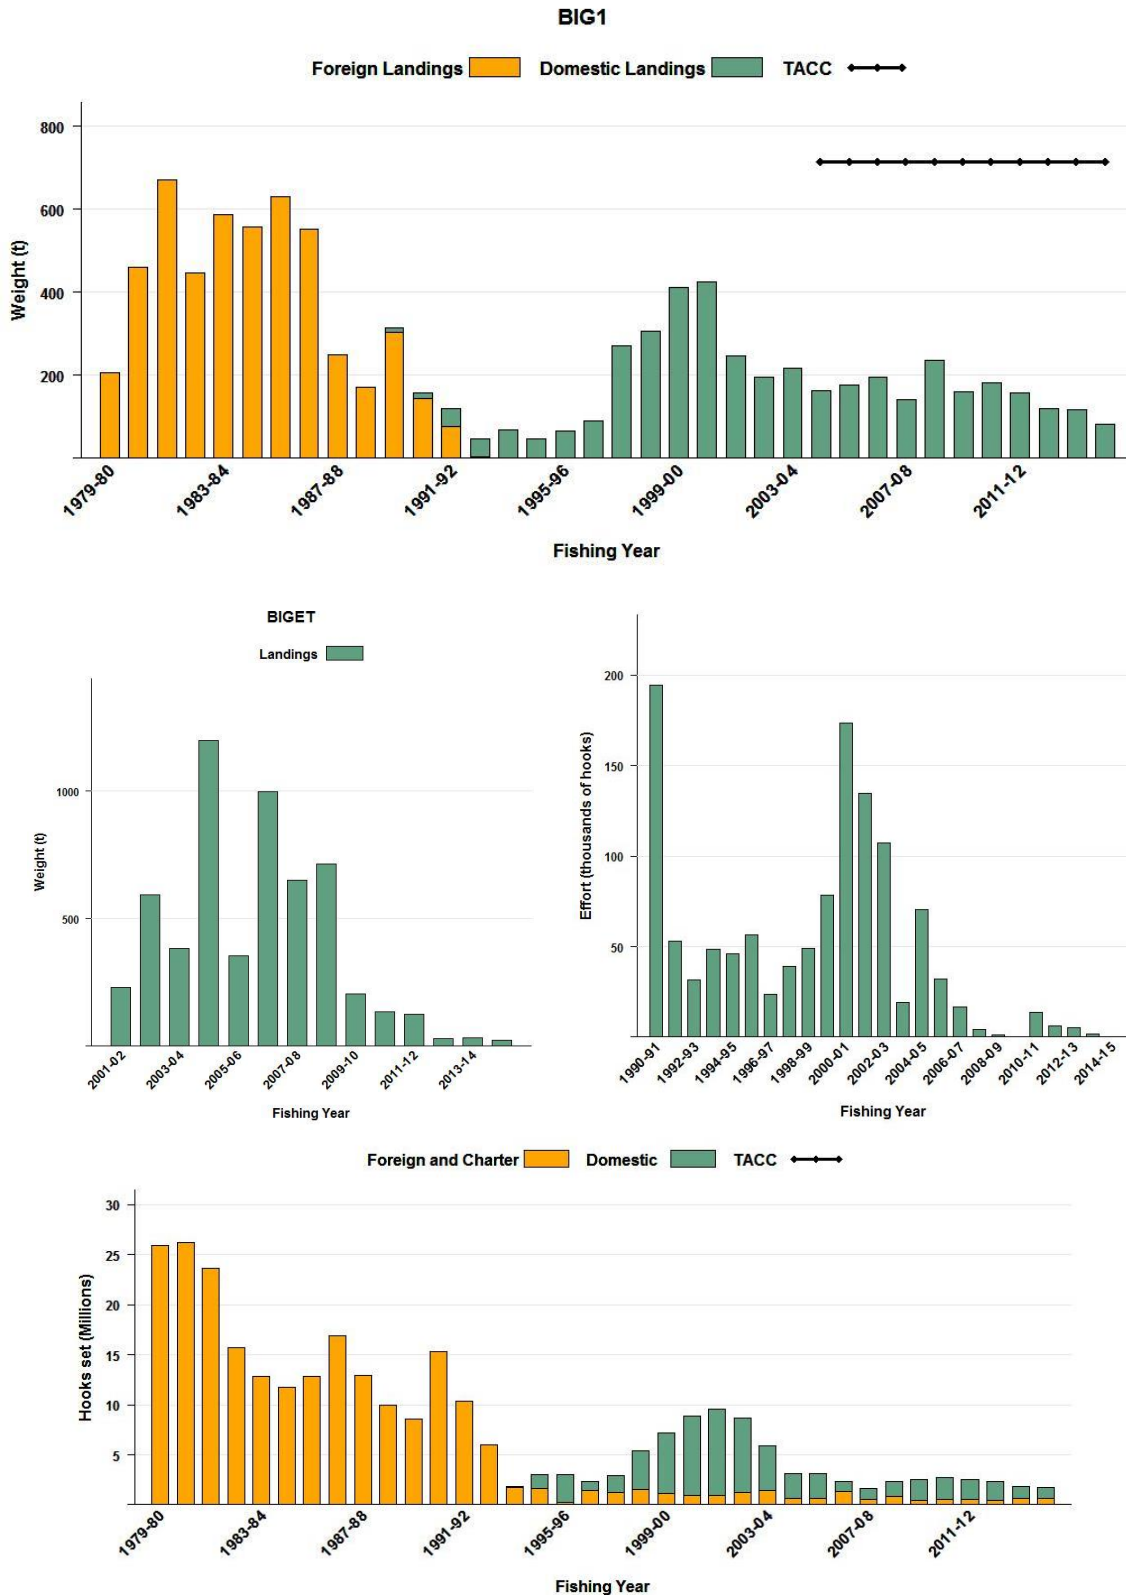 BIG1
Foreign Landings Domestic Landings TACC
800
600
400
200
Weight (t)
1979-80 1983-84 1987-88 1991-92 1995-96 1999-00 2003-04 2007-08 2011-12
Fishing Year
BIGET
Landings
1000
500
Weight (t)
2001-02 2003-04 2005-06 2007-08 2009-10 2011-12 2013-14
Fishing Year
200
150
100
50
Effort (thousands of hooks)
1990-91 1992-93 1994-95 1996-97 1998-99 2000-01 2002-03 2004-05 2006-07 2008-09 2010-11 2012-13 2014-15
Fishing Year
Foreign and Charter Domestic TACC
30
25
20
15
10
5
Hooks set (Millions)
1979-80 1983-84 1987-88 1991-92 1995-96 1999-00 2003-04 2007-08 2011-12
Fishing Year